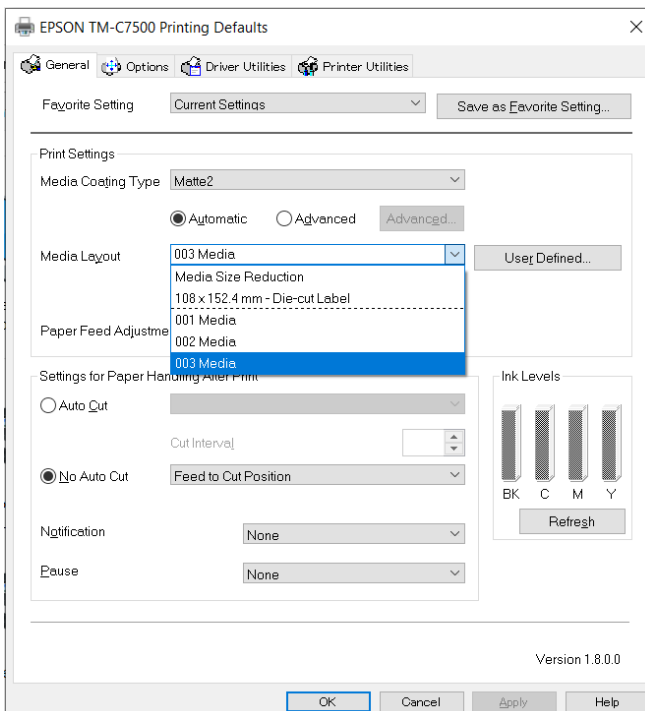 EPSON TM-C7500 Printing Defaults
General Options Driver Utilities Printer Utilities
Favorite Setting Current Settings Save as Favorite Setting...
Print Settings
Media Coating Type Matte2
Automatic Advanced Advanced...
Media Layout 003 Media User Defined...
Media Size Reduction
108 x 152.4 mm - Die-cut Label
001 Media
Paper Feed Adjustme 002 Media
003 Media
Settings for Paper Handling After Print Ink Levels
Auto Cut
Cut Interval
No Auto Cut Feed to Cut Position
BK C M Y
Refresh
Notification None
Pause None
Version 1.8.0.0
OK Cancel Apply Help